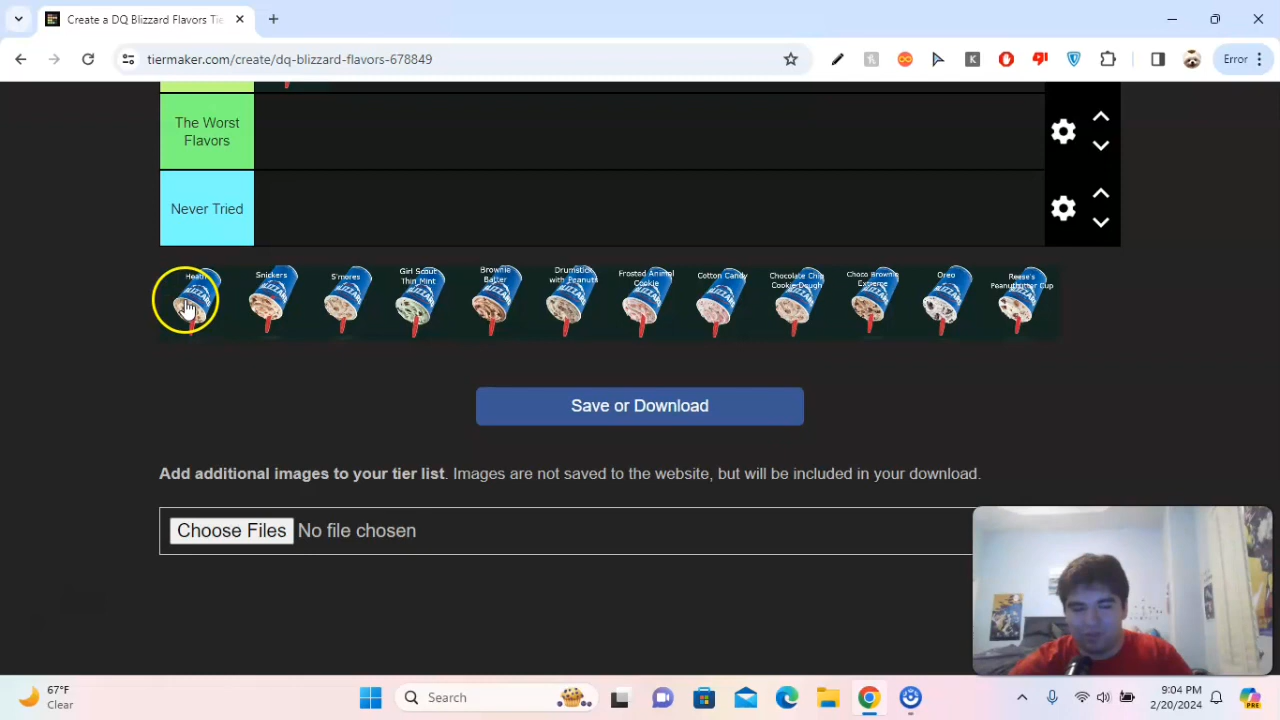 Create a DQ Blizzard Flavors Tie
tiermaker.com/create/dq-blizzard-flavors-678849
Error
The Worst
Flavors
Never Tried
Heath
Snickers
S'mores
Girl Scout
Thin Mint
Brownie
Batter
Drumstick
with Peanuts
Frosted Animal
Cookie
Cotton Candy
Chocolate Chip
Cookie Dough
Choco Brownie
Extreme
Oreo
Reese's
Peanutbutter Cup
Save or Download
Add additional images to your tier list. Images are not saved to the website, but will be included in your download.
Choose Files No file chosen
67°F
Clear
Search
9:04 PM
2/20/2024